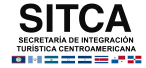 SITCA
SECRETARÍA DE INTEGRACIÓN
TURÍSTICA CENTROAMERICANA